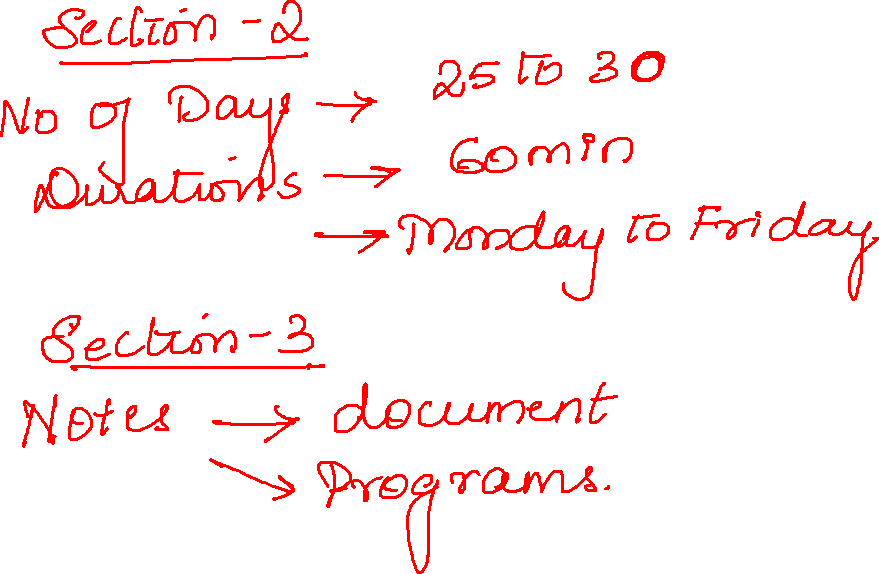 Section - 2
No of Days → 25 to 30
Durations → 60min
→ Monday to Friday
Section - 3
Notes → document
→ Programs.